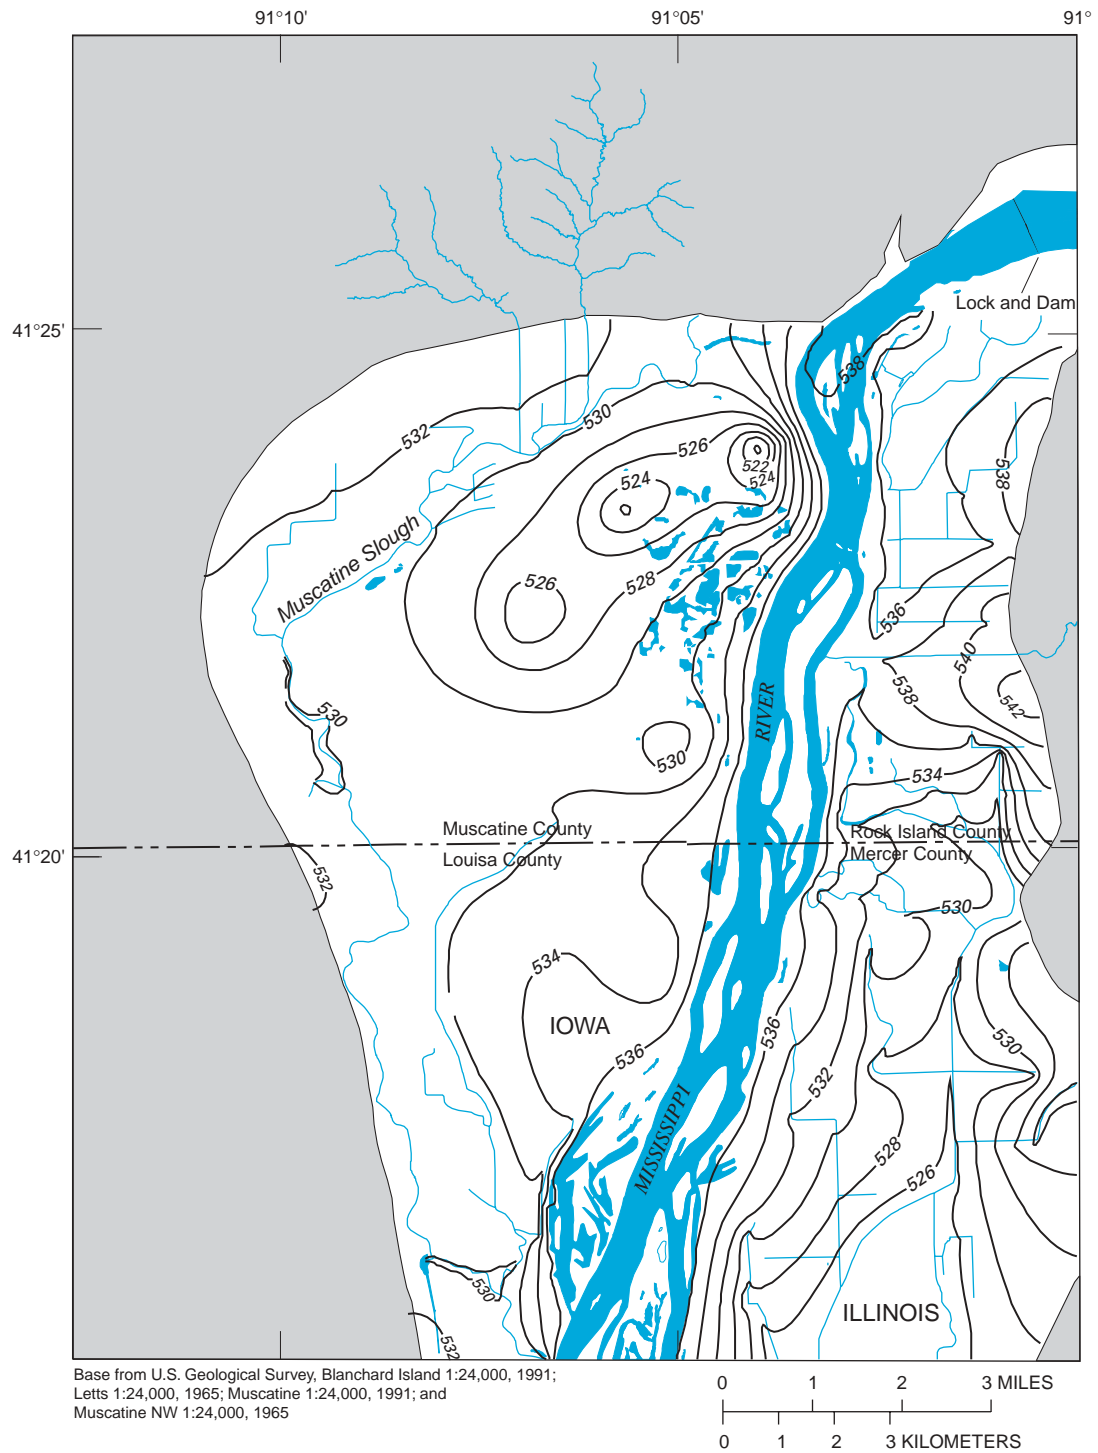 91°10'
91°05'
91°
41°25'
Lock and Dam
538
530
532
526
522
524
524
538
Muscatine Slough
526
528
536
540
538
542
530
RIVER
530
534
Muscatine County
Rock Island County
41°20'
Louisa County
Mercer County
532
530
534
IOWA
536
536
530
532
MISSISSIPPI
528
526
530
ILLINOIS
532
Base from U.S. Geological Survey, Blanchard Island 1:24,000, 1991;
Letts 1:24,000, 1965; Muscatine 1:24,000, 1991; and
Muscatine NW 1:24,000, 1965
0 1 2 3 MILES
0 1 2 3 KILOMETERS